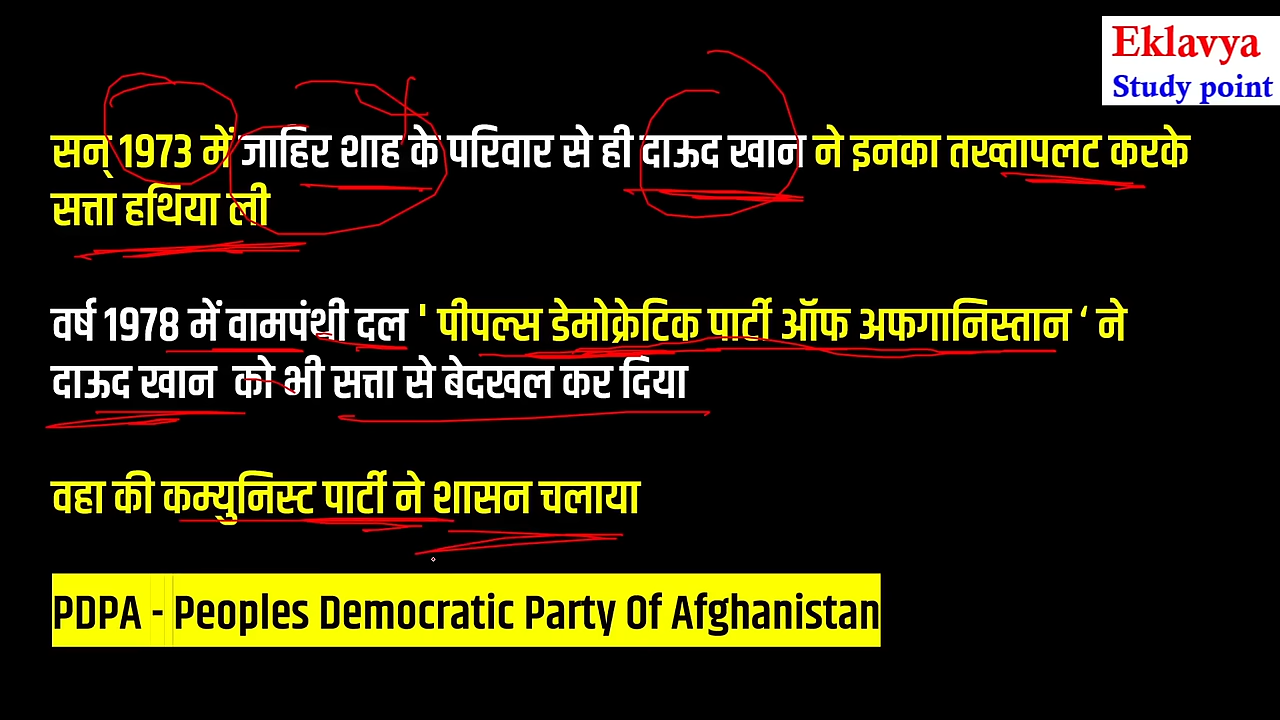 Eklavya
Study point
सन् 1973 में जाहिर शाह के परिवार से ही दाऊद खान ने इनका तख्तापलट करके
सत्ता हथिया ली
वर्ष 1978 में वामपंथी दल ' पीपल्स डेमोक्रेटिक पार्टी ऑफ अफगानिस्तान ‘ ने
दाऊद खान को भी सत्ता से बेदखल कर दिया
वहा की कम्युनिस्ट पार्टी ने शासन चलाया
PDPA - Peoples Democratic Party Of Afghanistan